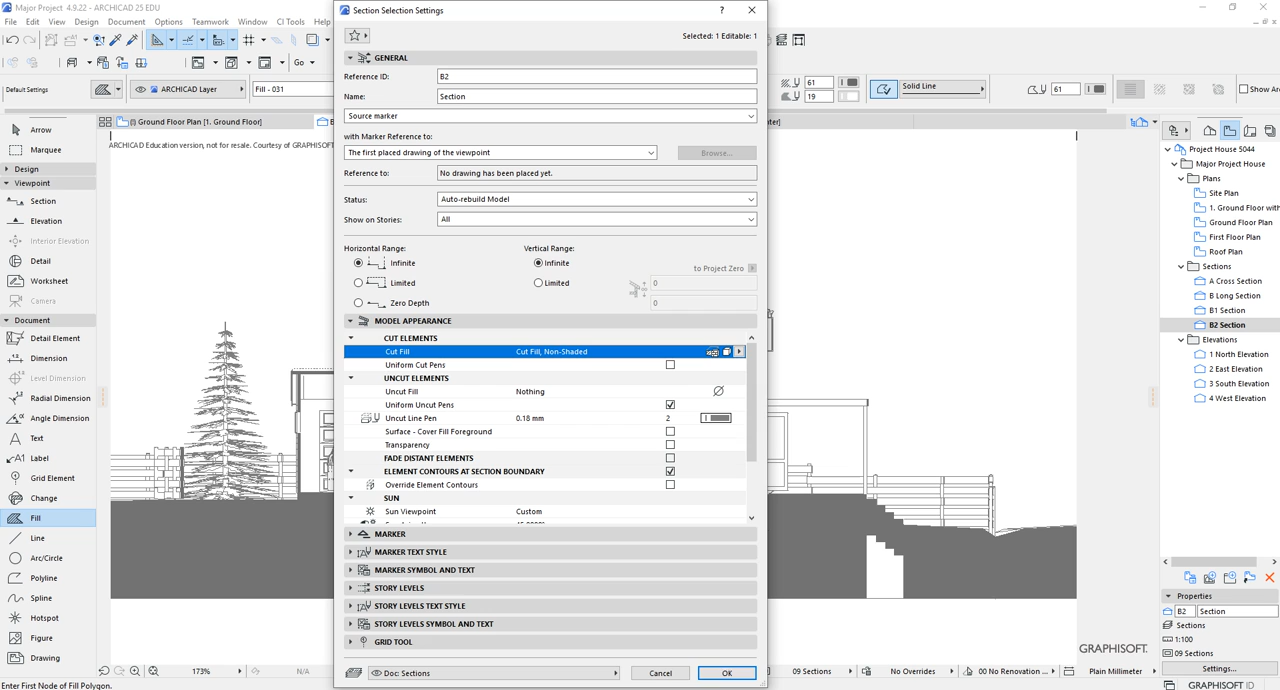 Major Project 4.9.22 - ARCHICAD 25 EDU
File Edit View Design Document Options Teamwork Window CI Tools Help
Go
Default Settings
ARCHICAD Layer
Fill - 031
61
19
Solid Line
61
Show Ar
(!) Ground Floor Plan [1. Ground Floor]
ARCHICAD Education version, not for resale. Courtesy of GRAPHISOFT
Arrow
Marquee
Design
Viewpoint
Section
Elevation
Interior Elevation
Detail
Worksheet
Camera
Document
Detail Element
Dimension
Level Dimension
Radial Dimension
Angle Dimension
Text
Label
Grid Element
Change
Fill
Line
Arc/Circle
Polyline
Spline
Hotspot
Figure
Drawing
173%
N/A
Enter First Node of Fill Polygon.
Section Selection Settings
Selected: 1 Editable: 1
GENERAL
Reference ID: B2
Name: Section
Source marker
with Marker Reference to:
The first placed drawing of the viewpoint
Browse...
Reference to: No drawing has been placed yet.
Status: Auto-rebuild Model
Show on Stories: All
Horizontal Range: Vertical Range:
Infinite Infinite
to Project Zero
Limited Limited 0
Zero Depth 0
MODEL APPEARANCE
CUT ELEMENTS
Cut Fill Cut Fill, Non-Shaded
Uniform Cut Pens
UNCUT ELEMENTS
Uncut Fill Nothing
Uniform Uncut Pens
Uncut Line Pen 0.18 mm 2
Surface - Cover Fill Foreground
Transparency
FADE DISTANT ELEMENTS
ELEMENT CONTOURS AT SECTION BOUNDARY
Override Element Contours
SUN
Sun Viewpoint Custom
MARKER
MARKER TEXT STYLE
MARKER SYMBOL AND TEXT
STORY LEVELS
STORY LEVELS TEXT STYLE
STORY LEVELS SYMBOL AND TEXT
GRID TOOL
Doc: Sections
Cancel
OK
09 Sections
No Overrides
00 No Renovation ...
Plain Millimeter
GRAPHISOFT
Project House 5044
Major Project House
Plans
Site Plan
1. Ground Floor with
Ground Floor Plan
First Floor Plan
Roof Plan
Sections
A Cross Section
B Long Section
B1 Section
B2 Section
Elevations
1 North Elevation
2 East Elevation
3 South Elevation
4 West Elevation
Properties
B2 Section
Sections
1:100
09 Sections
Settings...
GRAPHISOFT ID